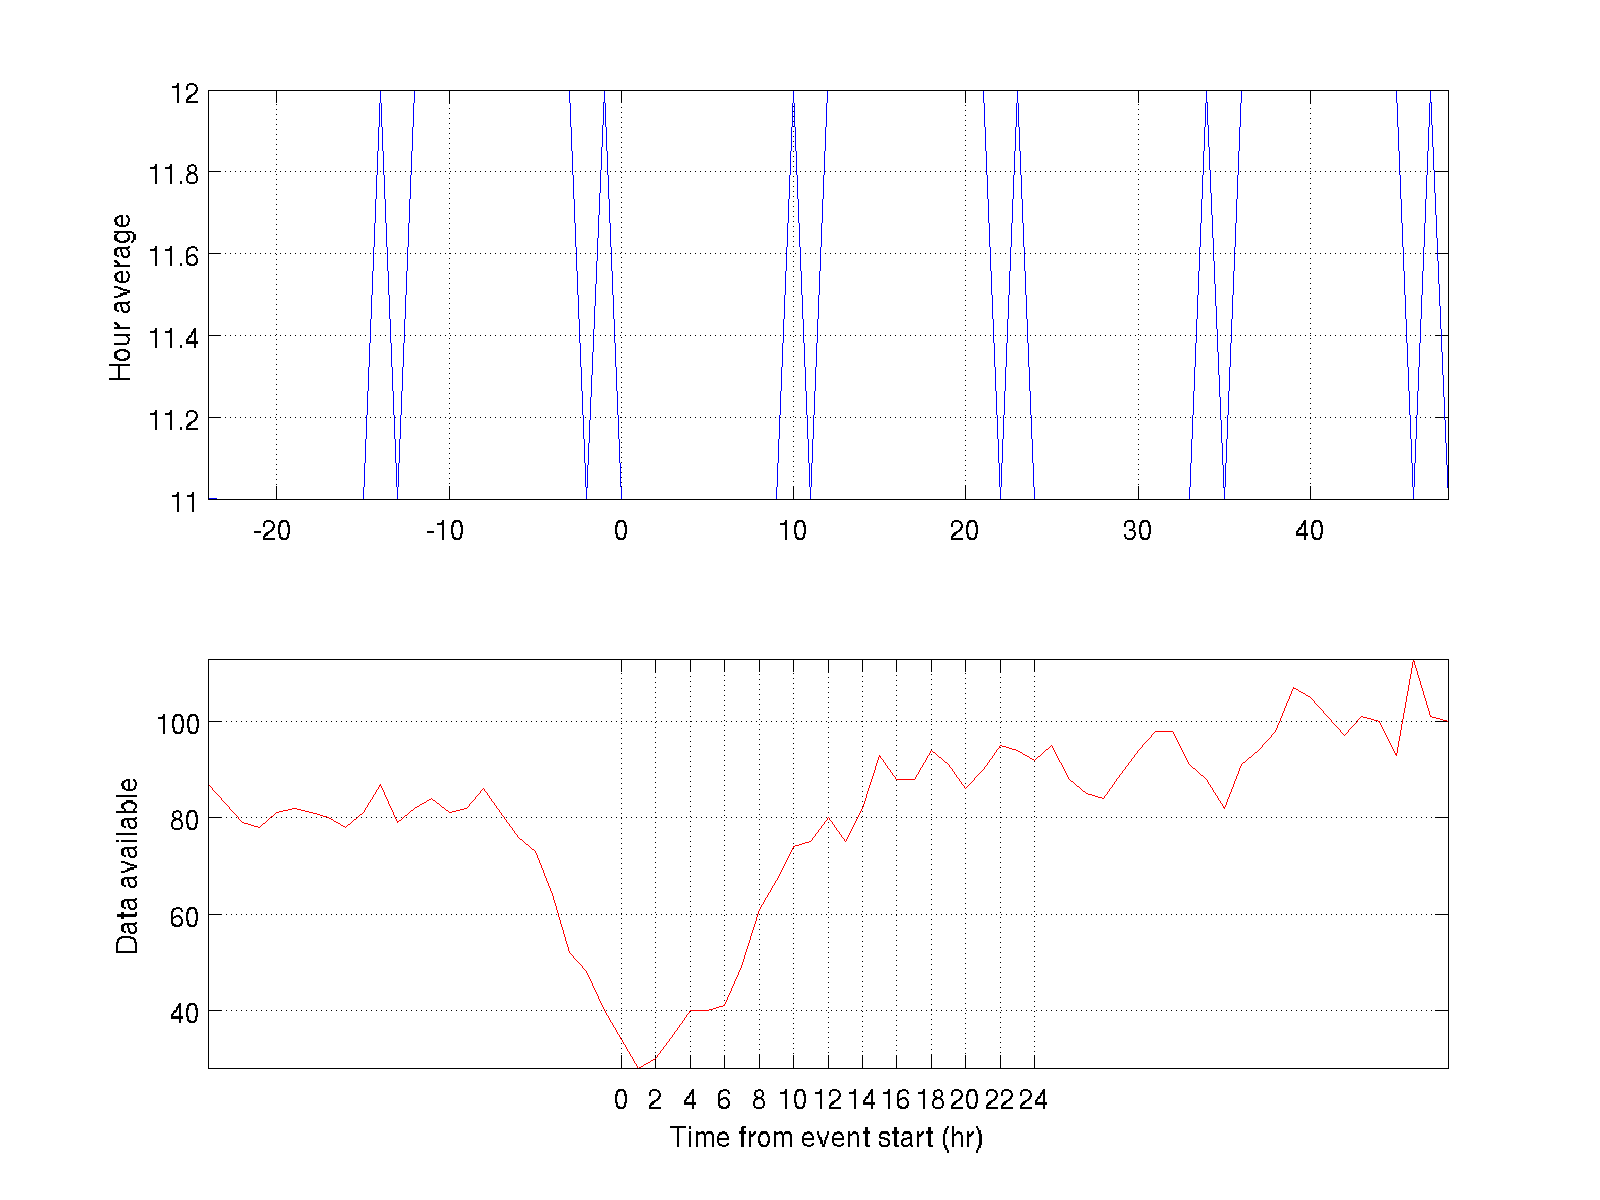 12
11.8
11.6
11.4
11.2
11
Hour average
-20 -10 0 10 20 30 40
100
80
60
40
Data available
0 2 4 6 8 10 12 14 16 18 20 22 24
Time from event start (hr)